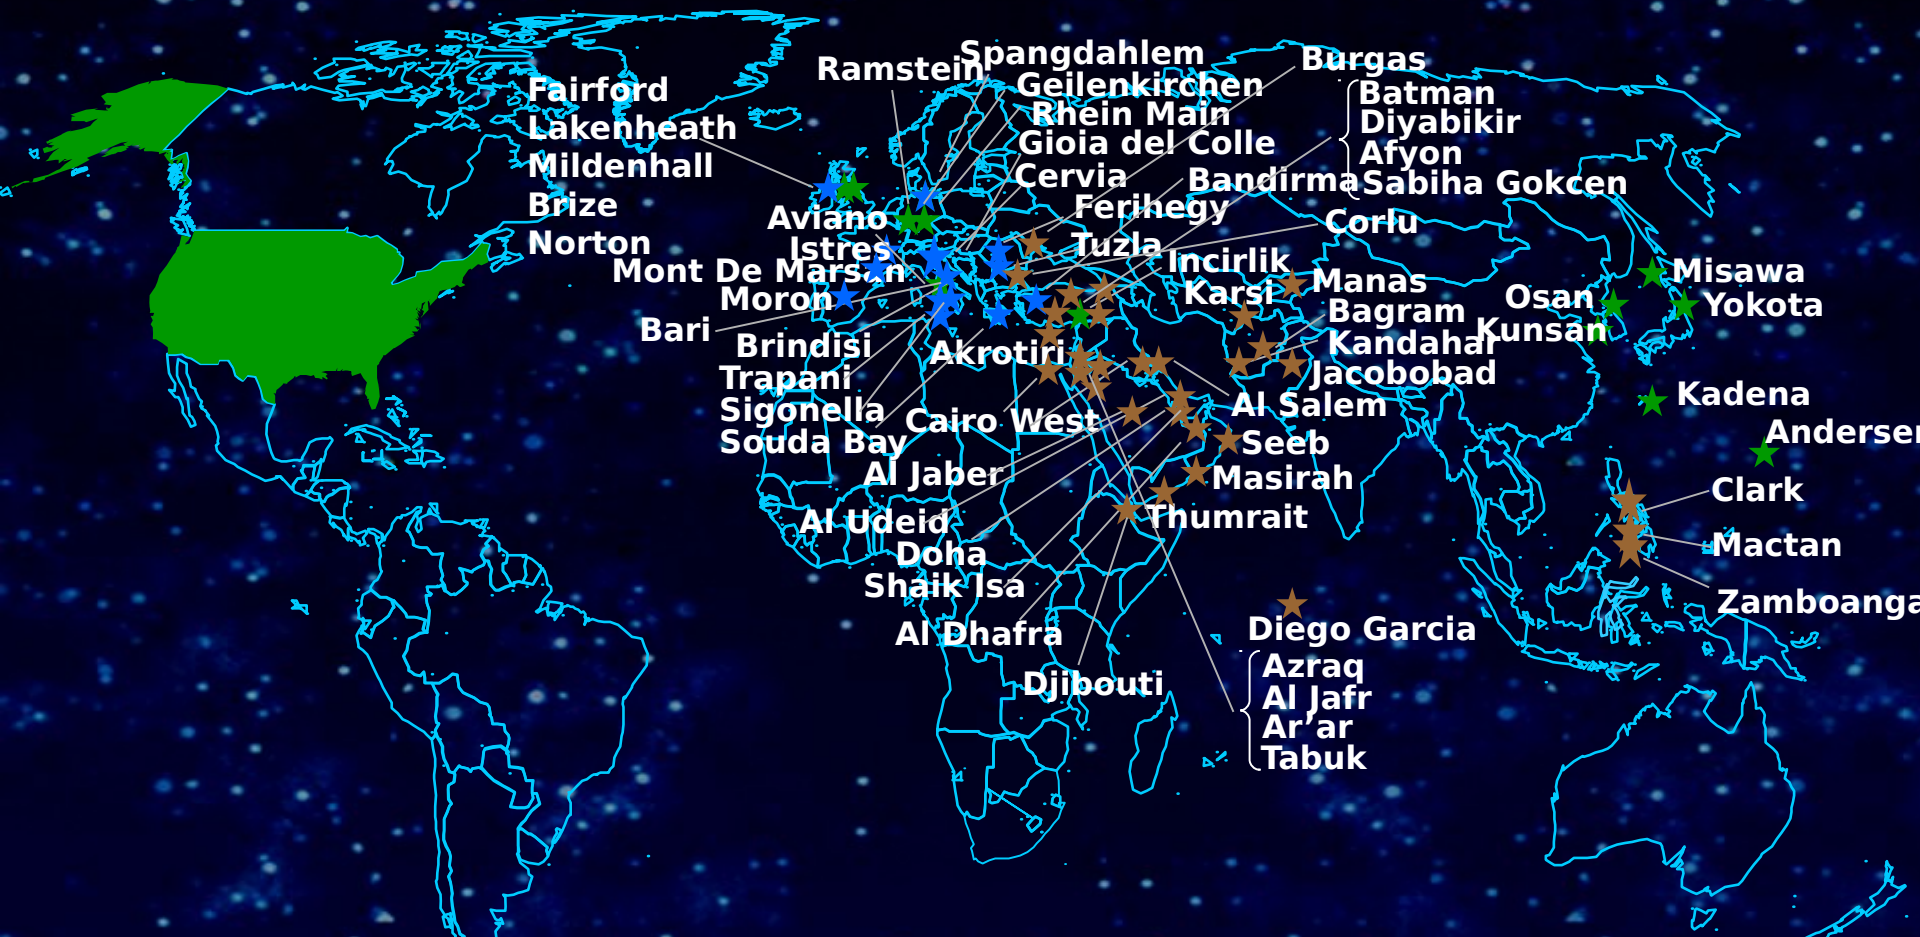 Fairford
Lakenheath
Mildenhall
Brize
Norton
Ramstein
Spangdahlem
Geilenkirchen
Rhein Main
Gioia del Colle
Cervia
Bandirma
Ferihegy
Tuzla
Burgas
Batman
Diyabikir
Afyon
Sabiha Gokcen
Corlu
Aviano
Istres
Mont De Marsan
Moron
Bari
Brindisi
Trapani
Sigonella
Souda Bay
Akrotiri
Cairo West
Incirlik
Karsi
Manas
Bagram
Kandahar
Jacobobad
Al Salem
Seeb
Masirah
Thumrait
Al Jaber
Al Udeid
Doha
Shaik Isa
Al Dhafra
Djibouti
Diego Garcia
Azraq
Al Jafr
Ar’ar
Tabuk
Osan
Kunsan
Misawa
Yokota
Kadena
Andersen
Clark
Mactan
Zamboanga